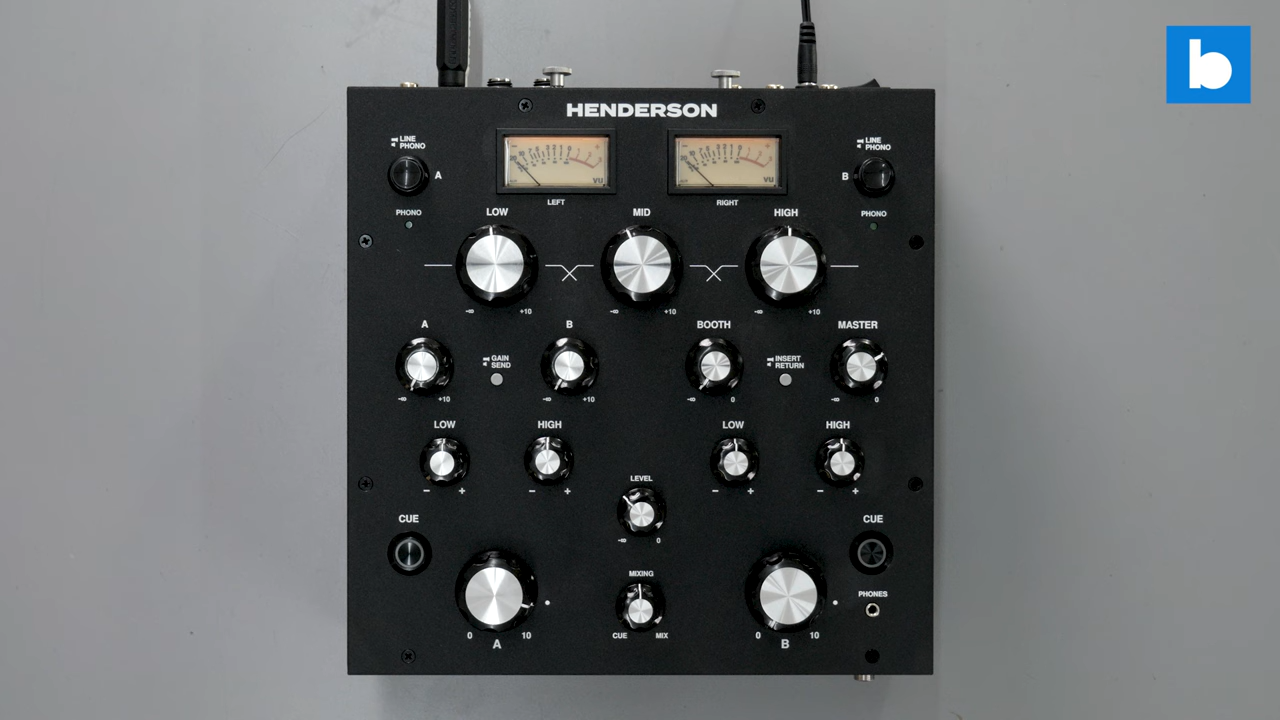 b
HENDERSON
LINE
PHONO
A
PHONO
LEFT
VU
RIGHT
VU
LINE
PHONO
B
PHONO
LOW MID HIGH
-∞ +10 -∞ +10 -∞ +10
A B BOOTH MASTER
GAIN
SEND
INSERT
RETURN
-∞ +10 -∞ +10 -∞ 0 -∞ 0
LOW HIGH LOW HIGH
- + - + - + - +
LEVEL
-∞ 0
CUE CUE
MIXING
CUE MIX
PHONES
0 10 0 10
A B